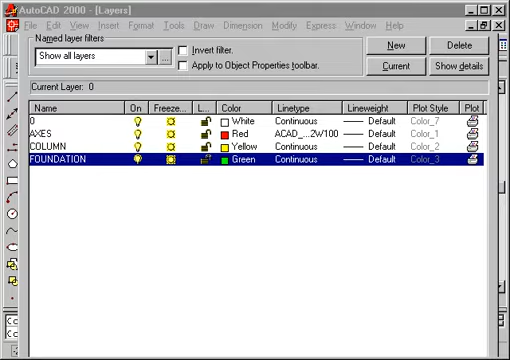 AutoCAD 2000 - [Layers]
File Edit View Insert Format Tools Draw Dimension Modify Express Window Help
Named layer filters
Show all layers
...
Invert filter.
Apply to Object Properties toolbar.
New
Delete
Current
Show details
Current Layer: 0
Name On Freeze... L... Color Linetype Lineweight Plot Style Plot
0 White Continuous Default Color_7
AXES Red ACAD_...2W100 Default Color_1
COLUMN Yellow Continuous Default Color_2
FOUNDATION Green Continuous Default Color_3